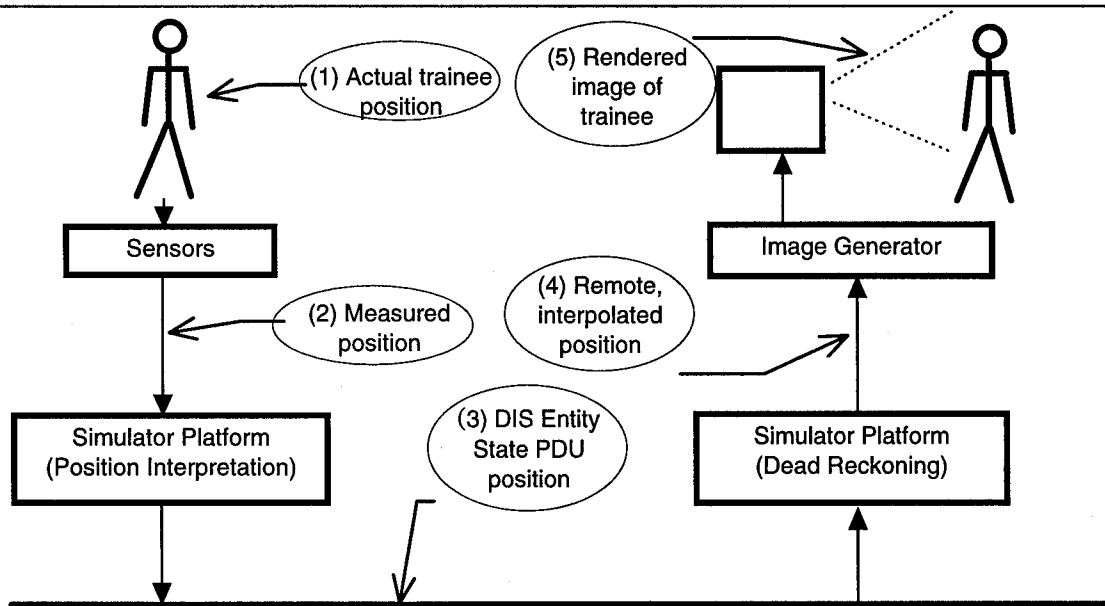 (1) Actual trainee
position
(5) Rendered
image of
trainee
Sensors
Image Generator
(2) Measured
position
(4) Remote,
interpolated
position
Simulator Platform
(Position Interpretation)
(3) DIS Entity
State PDU
position
Simulator Platform
(Dead Reckoning)